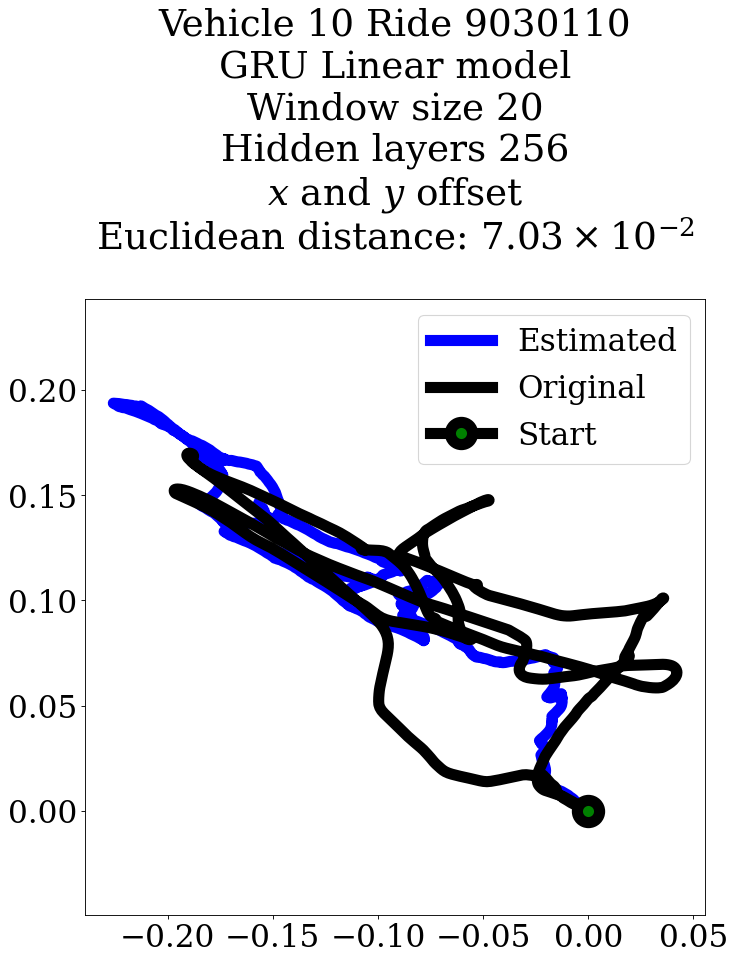 Vehicle 10 Ride 9030110
GRU Linear model
Window size 20
Hidden layers 256
x and y offset
Euclidean distance: 7.03 × 10⁻²
Estimated
Original
Start
0.20
0.15
0.10
0.05
0.00
−0.20 −0.15 −0.10 −0.05 0.00 0.05